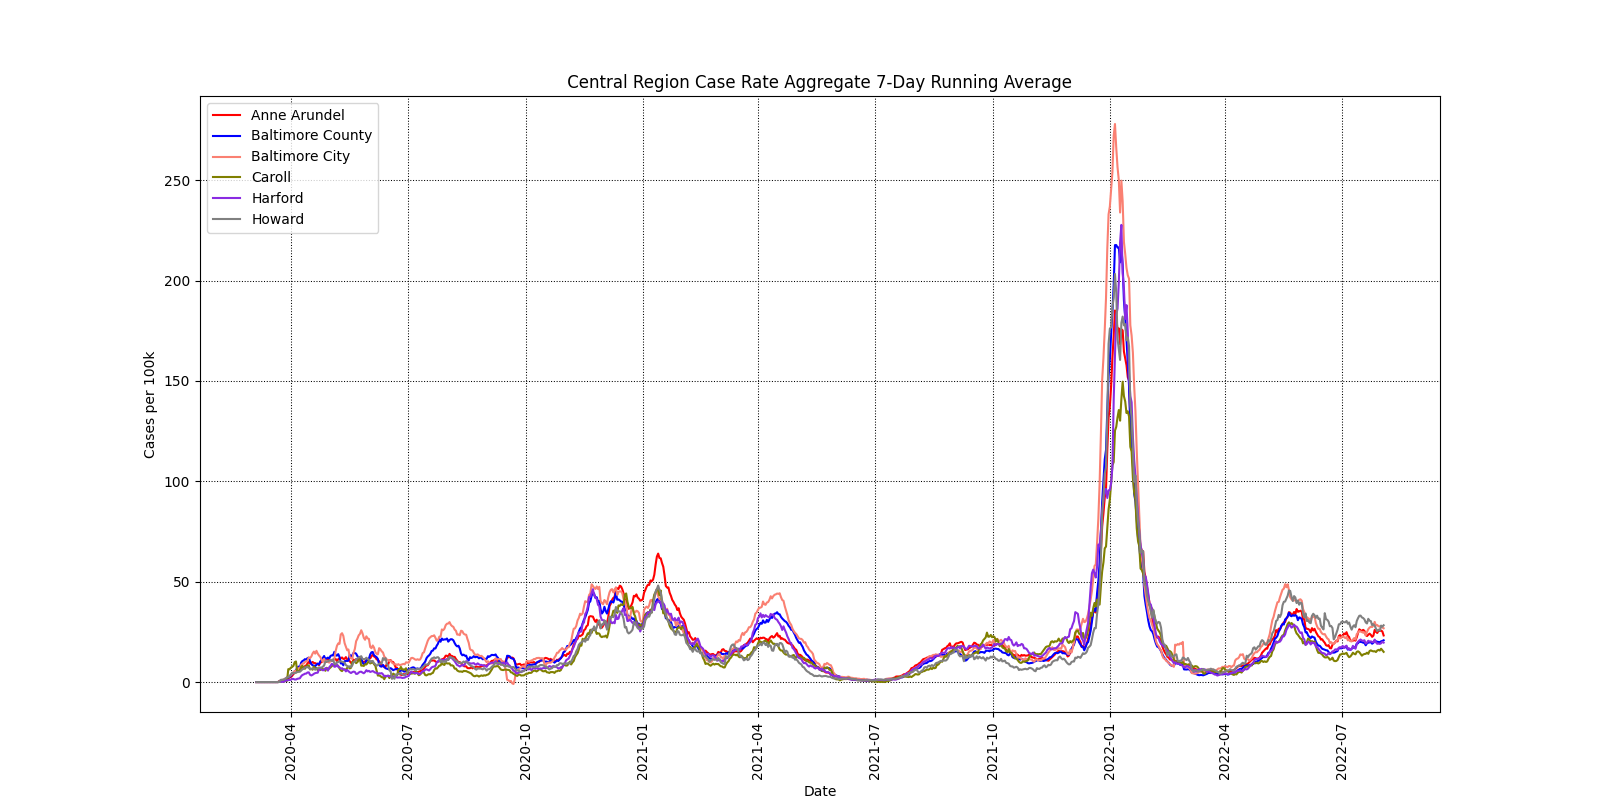 Central Region Case Rate Aggregate 7-Day Running Average
Anne Arundel
Baltimore County
Baltimore City
Caroll
Harford
Howard
Cases per 100k
250
200
150
100
50
0
2020-04
2020-07
2020-10
2021-01
2021-04
2021-07
2021-10
2022-01
2022-04
2022-07
Date